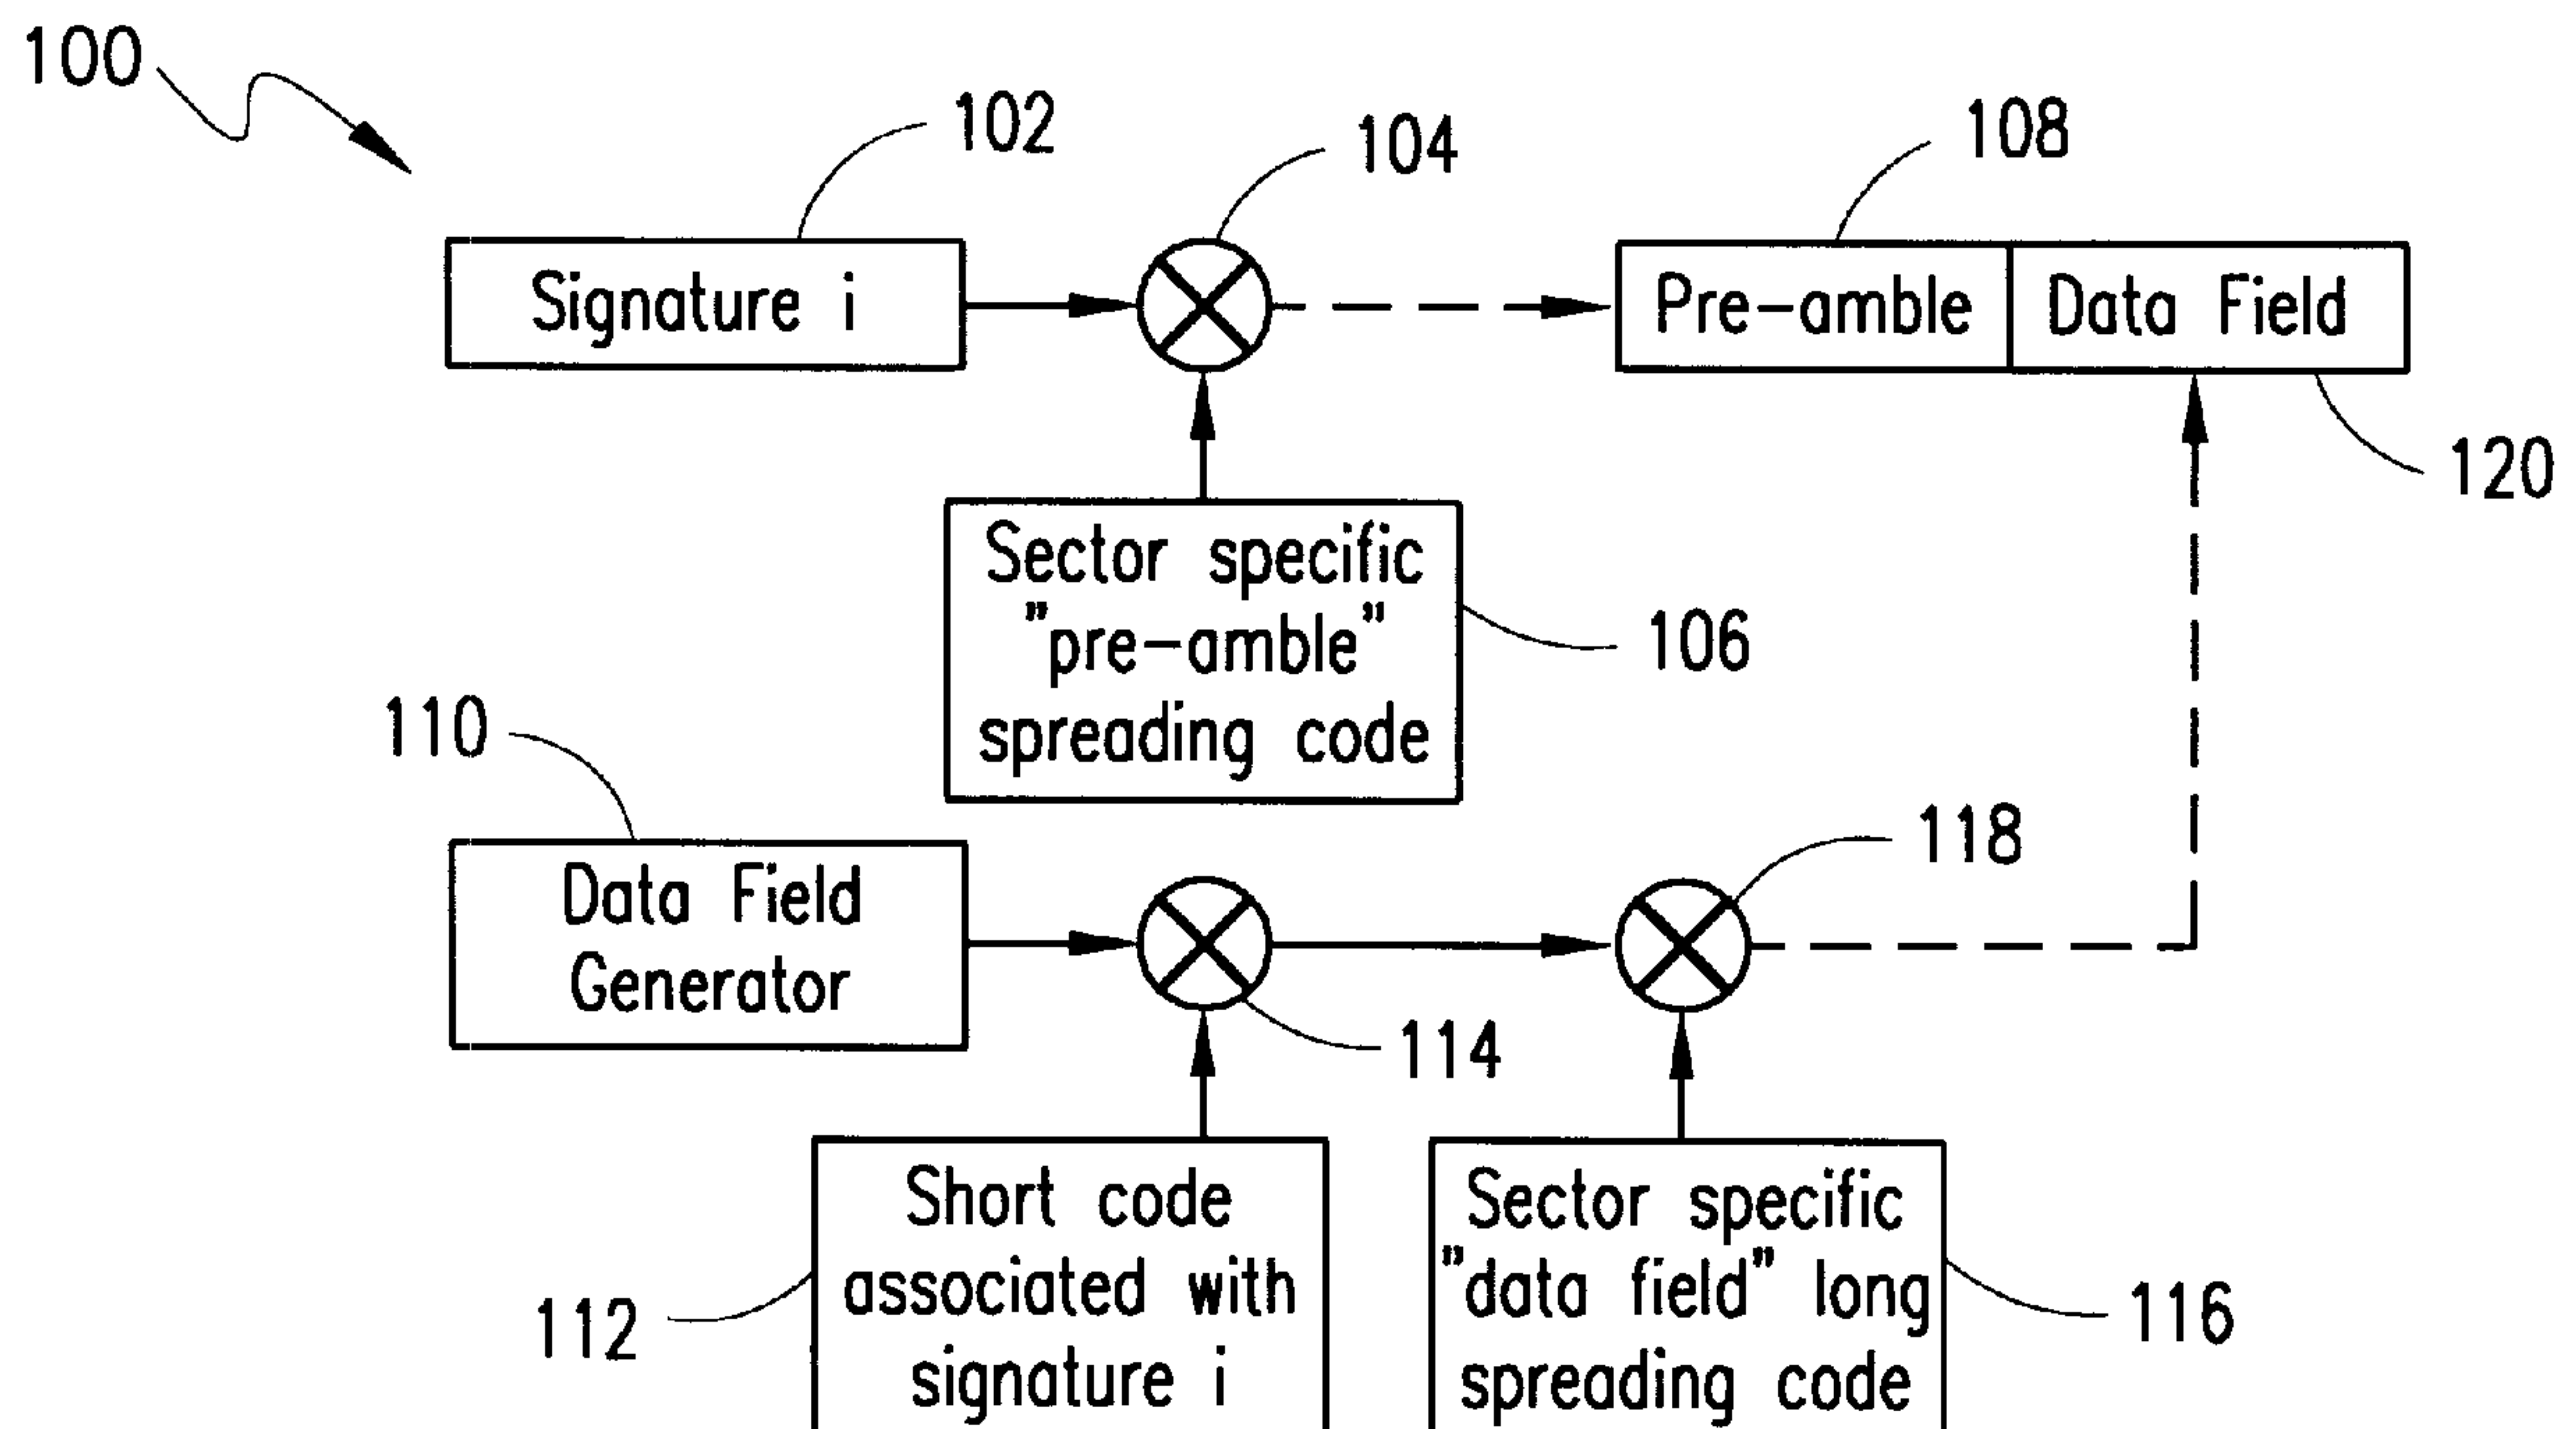 100
102
104
108
Signature i
Pre-amble
Data Field
120
Sector specific
"pre-amble"
spreading code
106
110
Data Field
Generator
118
114
Short code
associated with
signature i
112
Sector specific
"data field" long
spreading code
116